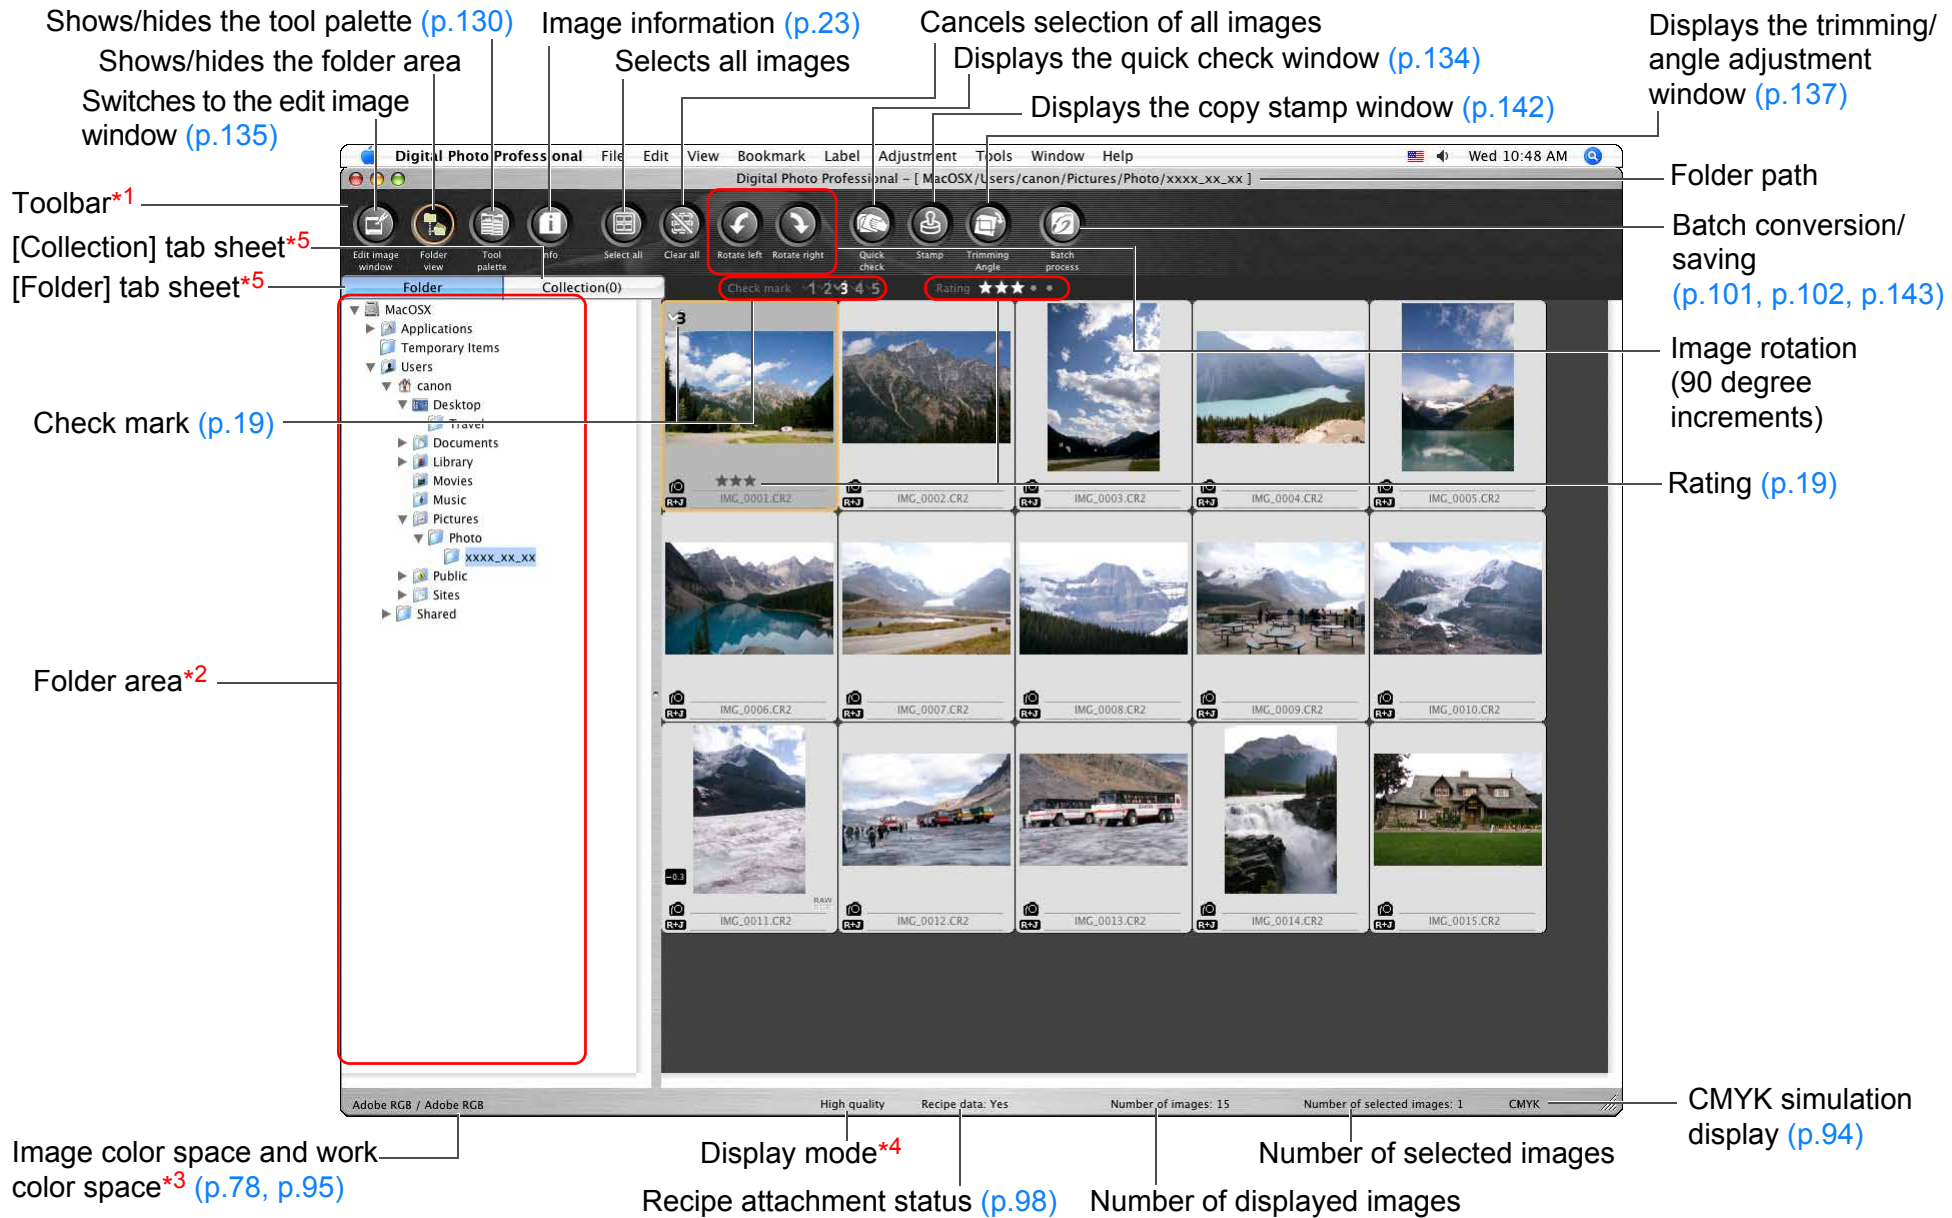 Shows/hides the tool palette (p.130)
Image information (p.23)
Cancels selection of all images
Displays the trimming/
angle adjustment
window (p.137)
Shows/hides the folder area
Selects all images
Displays the quick check window (p.134)
Switches to the edit image
window (p.135)
Displays the copy stamp window (p.142)
Digital Photo Professional File Edit View Bookmark Label Adjustment Tools Window Help
Wed 10:48 AM
Digital Photo Professional – [ MacOSX/Users/canon/Pictures/Photo/xxxx_xx_xx ]
Folder path
Toolbar*1
[Collection] tab sheet*5
[Folder] tab sheet*5
Edit image
window
Folder
view
Tool
palette
Info
Select all
Clear all
Rotate left
Rotate right
Quick
check
Stamp
Trimming
Angle
Batch
process
Batch conversion/
saving
(p.101, p.102, p.143)
Folder
Collection(0)
Check mark 1 2 3 4 5
Rating
MacOSX
Applications
Temporary Items
Users
canon
Desktop
Travel
Documents
Library
Movies
Music
Pictures
Photo
xxxx_xx_xx
Public
Sites
Shared
Check mark (p.19)
Folder area*2
Image rotation
(90 degree
increments)
Rating (p.19)
3
R+J IMG_0001.CR2
R+J IMG_0002.CR2
R+J IMG_0003.CR2
R+J IMG_0004.CR2
R+J IMG_0005.CR2
R+J IMG_0006.CR2
R+J IMG_0007.CR2
R+J IMG_0008.CR2
R+J IMG_0009.CR2
R+J IMG_0010.CR2
-0.3
RAW
R+J IMG_0011.CR2
R+J IMG_0012.CR2
R+J IMG_0013.CR2
R+J IMG_0014.CR2
R+J IMG_0015.CR2
Adobe RGB / Adobe RGB
High quality
Recipe data: Yes
Number of images: 15
Number of selected images: 1
CMYK
CMYK simulation
display (p.94)
Image color space and work
color space*3 (p.78, p.95)
Display mode*4
Number of selected images
Recipe attachment status (p.98)
Number of displayed images